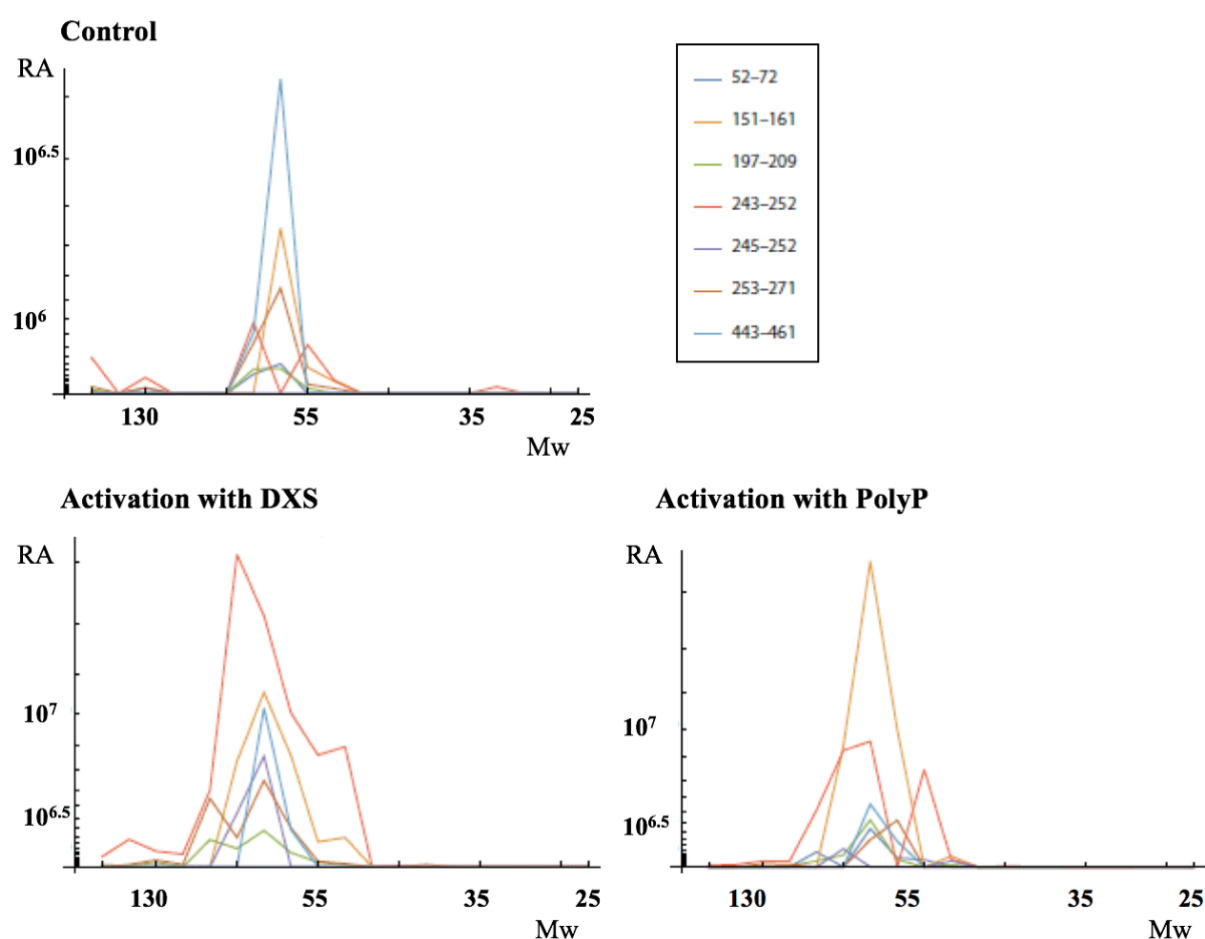 Control
RA
10^6.5
10^6
130 55 35 25
Mw
52–72
151–161
197–209
243–252
245–252
253–271
443–461
Activation with DXS
RA
10^7
10^6.5
130 55 35 25
Mw
Activation with PolyP
RA
10^7
10^6.5
130 55 35 25
Mw